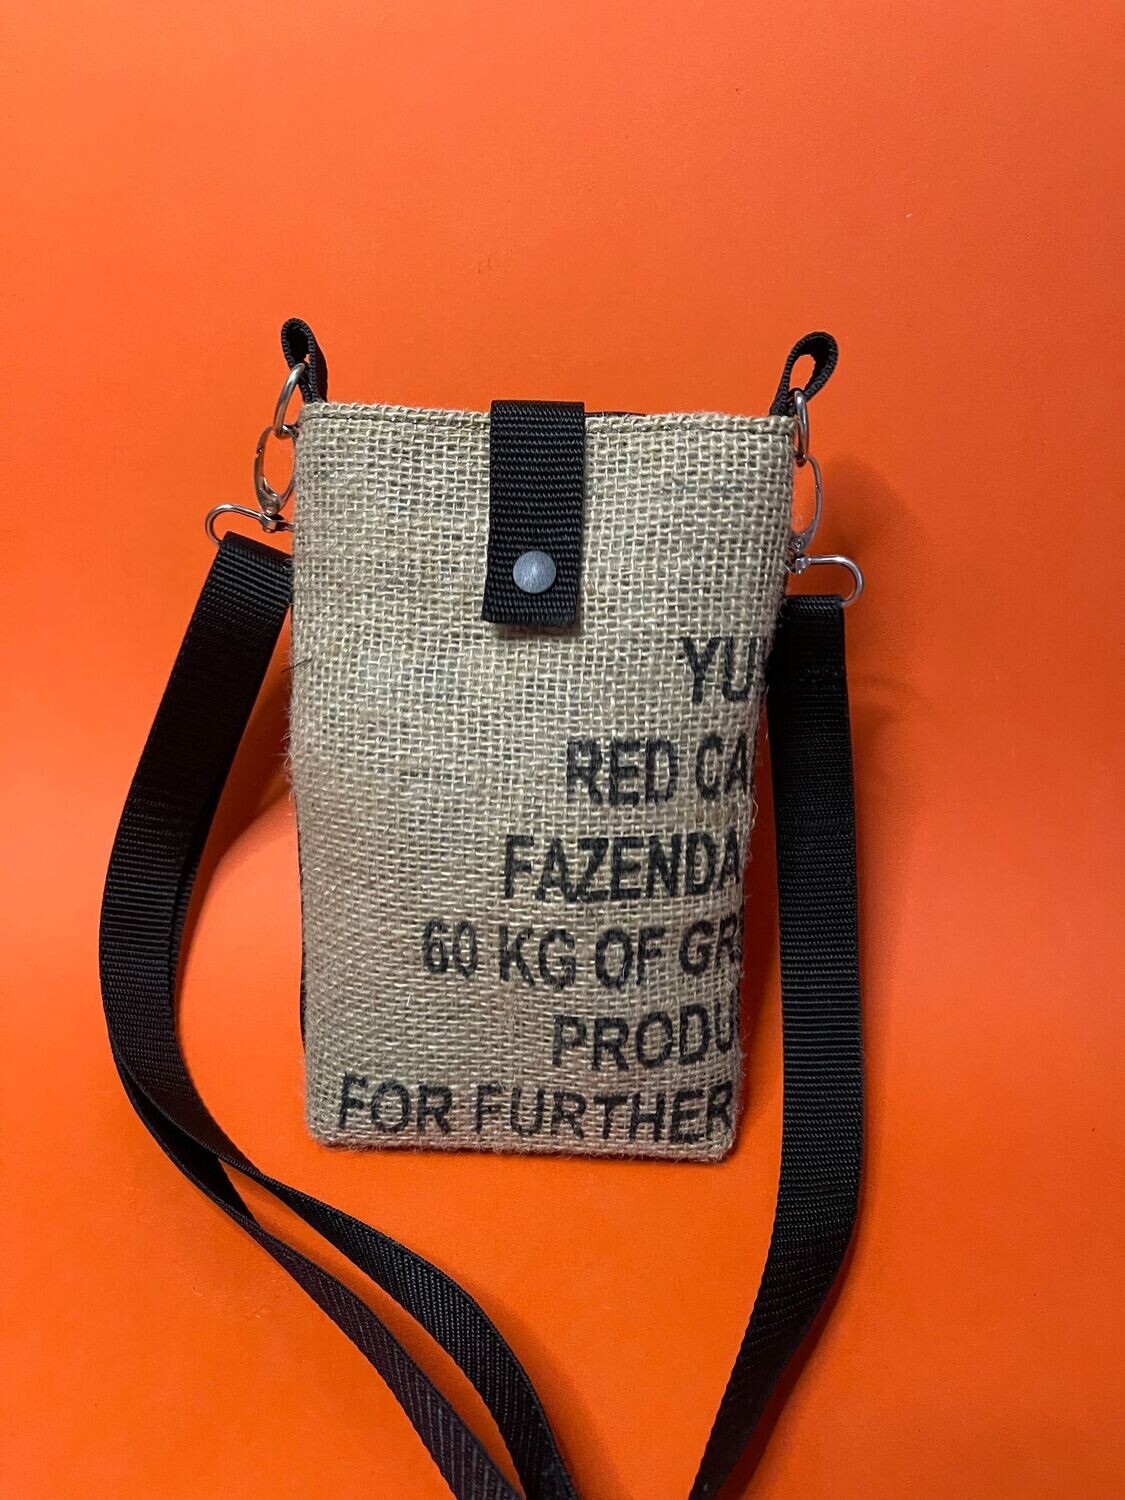 YU
RED CA
FAZENDA
60 KG OF GR
PRODU
FOR FURTHER